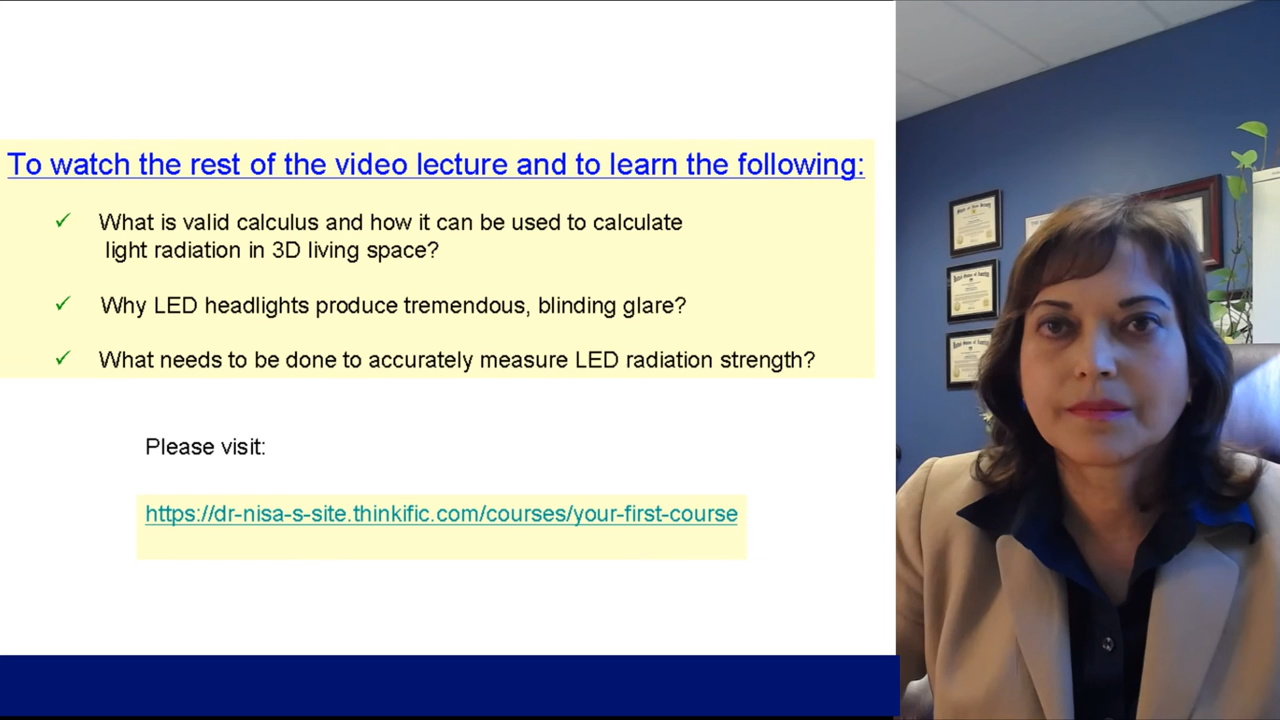 To watch the rest of the video lecture and to learn the following:
✓ What is valid calculus and how it can be used to calculate
light radiation in 3D living space?
✓ Why LED headlights produce tremendous, blinding glare?
✓ What needs to be done to accurately measure LED radiation strength?
Please visit:
https://dr-nisa-s-site.thinkific.com/courses/your-first-course